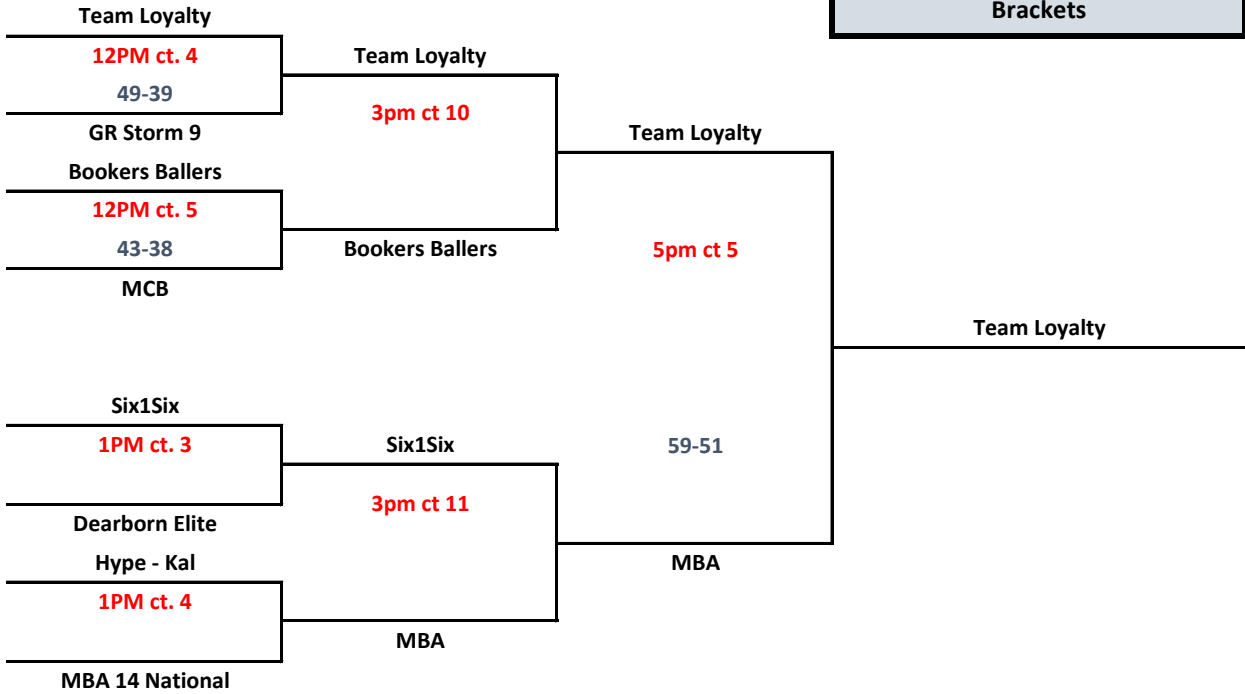 Brackets
Team Loyalty
12PM ct. 4
49-39
GR Storm 9
Bookers Ballers
12PM ct. 5
43-38
MCB
Team Loyalty
3pm ct 10
Bookers Ballers
Team Loyalty
5pm ct 5
59-51
MBA
Team Loyalty
Six1Six
1PM ct. 3
Dearborn Elite
Hype - Kal
1PM ct. 4
MBA 14 National
Six1Six
3pm ct 11
MBA